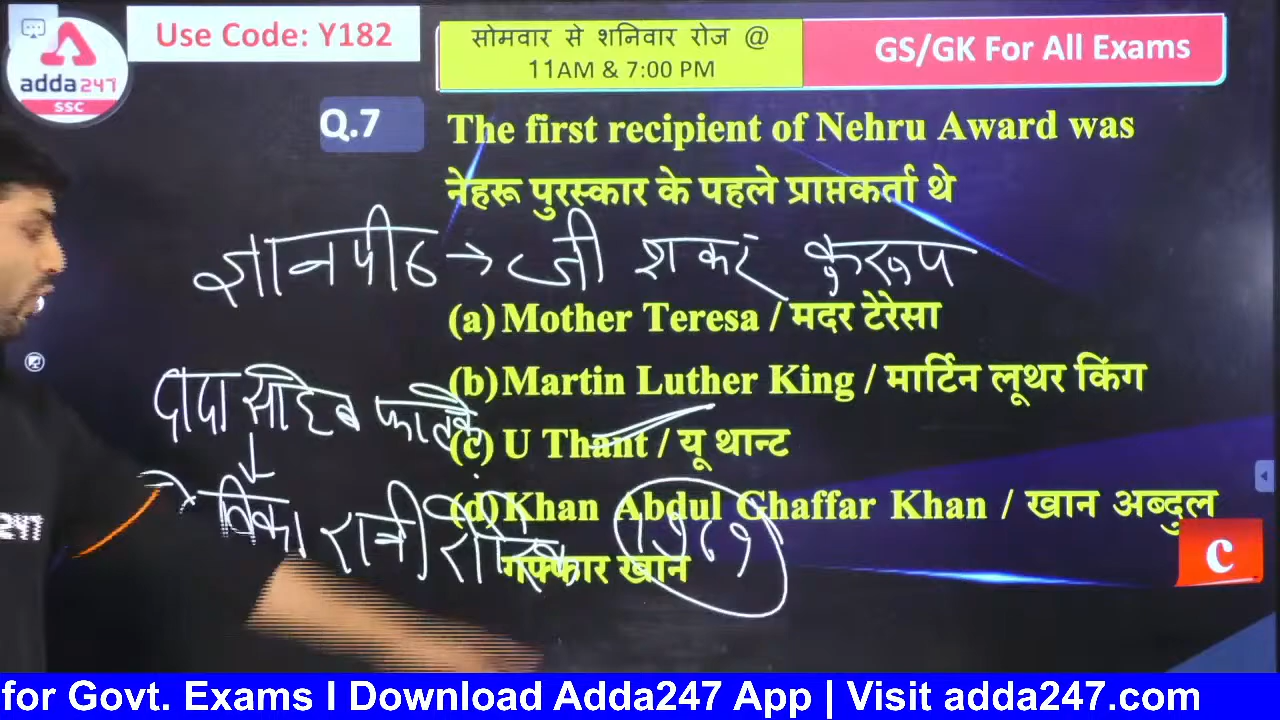 adda247
SSC
Use Code: Y182
सोमवार से शनिवार रोज @
11AM & 7:00 PM
GS/GK For All Exams
Q.7
The first recipient of Nehru Award was
नेहरू पुरस्कार के पहले प्राप्तकर्ता थे
ज्ञानपीठ → जी शकरं कुरूप
(a) Mother Teresa / मदर टेरेसा
(b) Martin Luther King / मार्टिन लूथर किंग
दादा साहेब फाल्के
(c) U Thant / यू थान्ट
(d) Khan Abdul Ghaffar Khan / खान अब्दुल
गफ्फार खान
रानी
247
C
for Govt. Exams I Download Adda247 App | Visit adda247.com